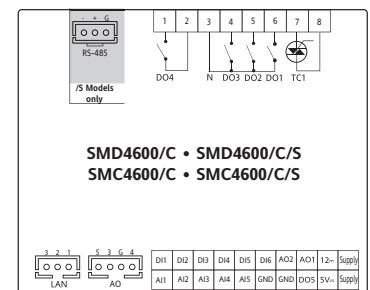 - + G
RS-485
/S Models
only
1 2 3 4 5 6 7 8
DO4 N DO3 DO2 DO1 TC1
SMD4600/C • SMD4600/C/S
SMC4600/C • SMC4600/C/S
3 2 1
LAN
5 3 G 4
AO
DI1 DI2 DI3 DI4 DI5 DI6 AO2 AO1 12⎓ Supply
AI1 AI2 AI3 AI4 AI5 GND GND DO5 5V⎓ Supply